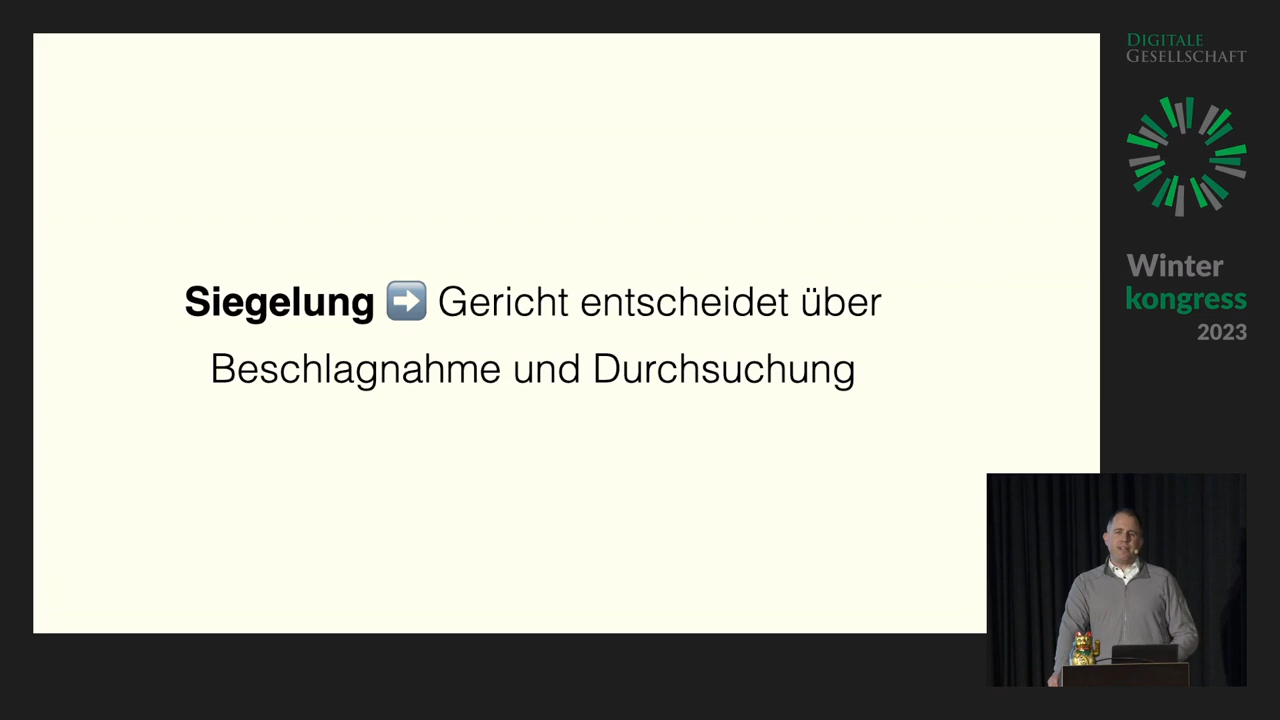 Siegelung ➡ Gericht entscheidet über
Beschlagnahme und Durchsuchung
DIGITALE
GESELLSCHAFT
Winter
kongress
2023